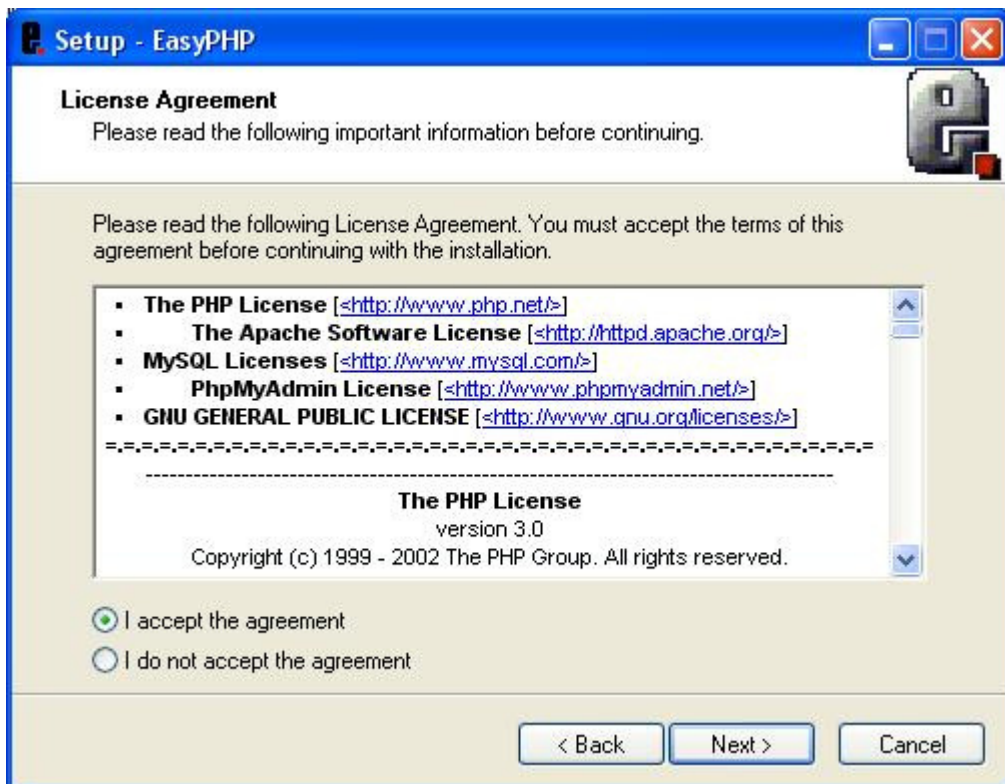 Setup - EasyPHP
License Agreement
Please read the following important information before continuing.
Please read the following License Agreement. You must accept the terms of this
agreement before continuing with the installation.
▪ The PHP License [<http://www.php.net/>]
▪ The Apache Software License [<http://httpd.apache.org/>]
▪ MySQL Licenses [<http://www.mysql.com/>]
▪ PhpMyAdmin License [<http://www.phpmyadmin.net/>]
▪ GNU GENERAL PUBLIC LICENSE [<http://www.gnu.org/licenses/>]
=-=-=-=-=-=-=-=-=-=-=-=-=-=-=-=-=-=-=-=-=-=-=-=-=-=-=-=-=-=-=-=-=
--------------------------------------------------------------------------------------
The PHP License
version 3.0
Copyright (c) 1999 - 2002 The PHP Group. All rights reserved.
I accept the agreement
I do not accept the agreement
< Back Next > Cancel